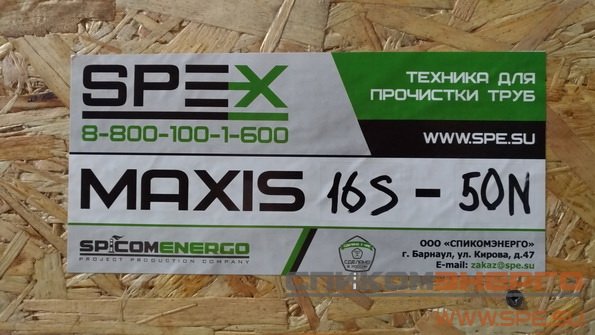 SPEX
8-800-100-1-600
ТЕХНИКА ДЛЯ
ПРОЧИСТКИ ТРУБ
WWW.SPE.SU
MAXIS 16S - 50N
SPICOMENERGO
PROJECT PRODUCTION COMPANY
СДЕЛАНО
ООО «СПИКОМЭНЕРГО»
г. Барнаул, ул. Кирова, д.47
E-mail: zakaz@spe.su
СПИКОМЭНЕРГО
WWW.SPE.SU